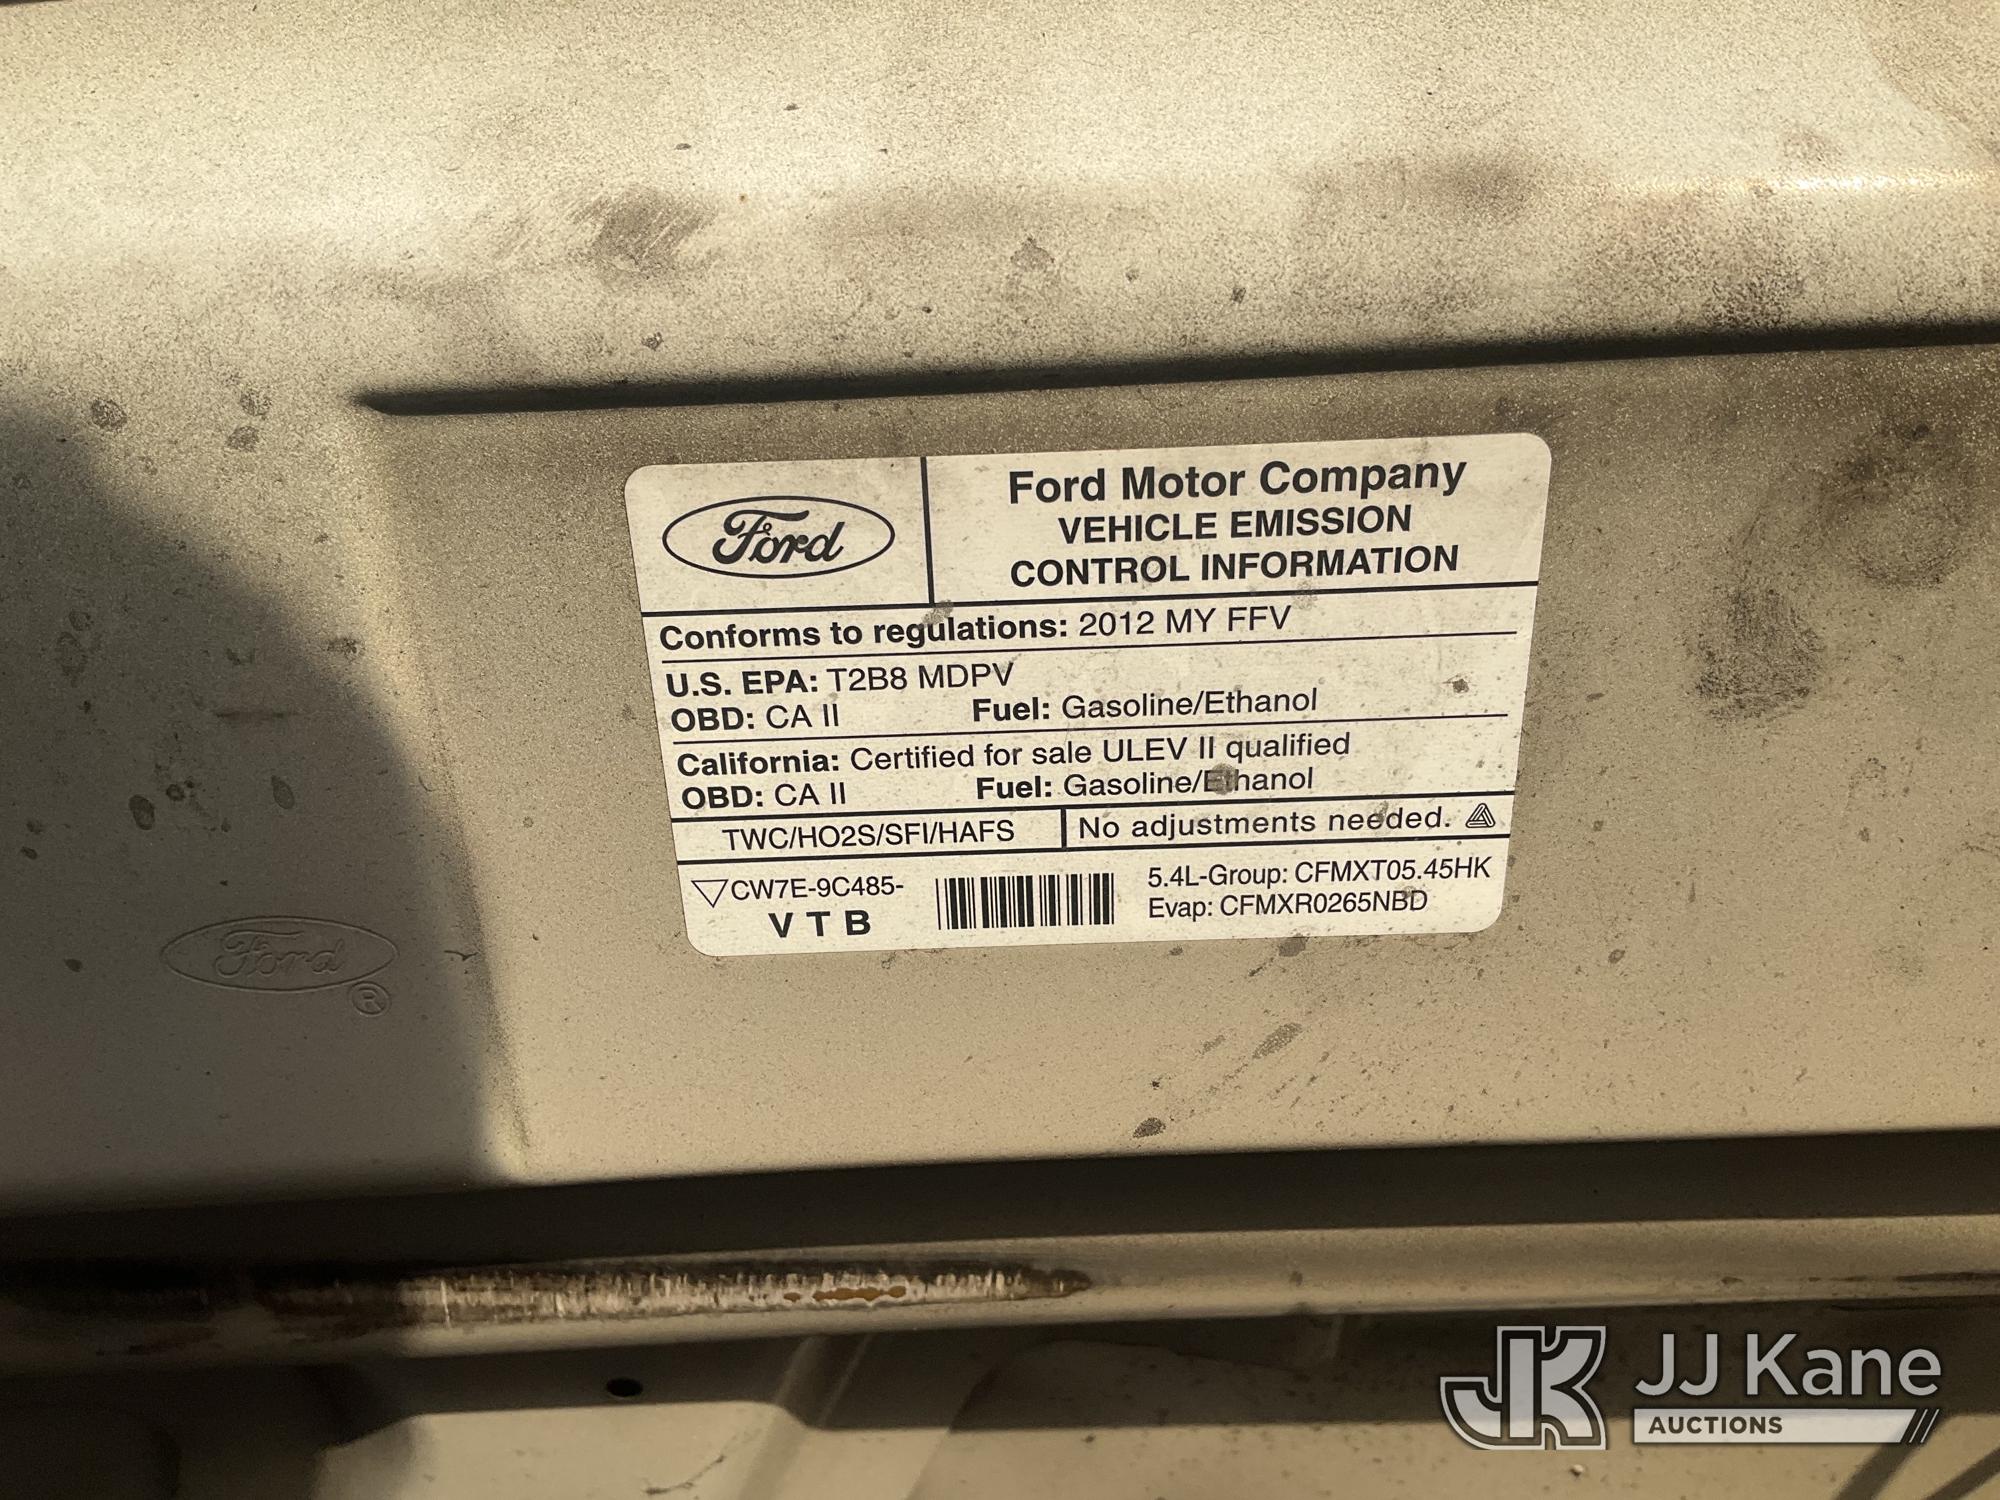 Ford
Ford Motor Company
VEHICLE EMISSION
CONTROL INFORMATION
Conforms to regulations: 2012 MY FFV
U.S. EPA: T2B8 MDPV
OBD: CA II Fuel: Gasoline/Ethanol
California: Certified for sale ULEV II qualified
OBD: CA II Fuel: Gasoline/Ethanol
TWC/HO2S/SFI/HAFS No adjustments needed.
CW7E-9C485-
VTB
5.4L-Group: CFMXT05.45HK
Evap: CFMXR0265NBD
Ford
®
JK JJ Kane
AUCTIONS